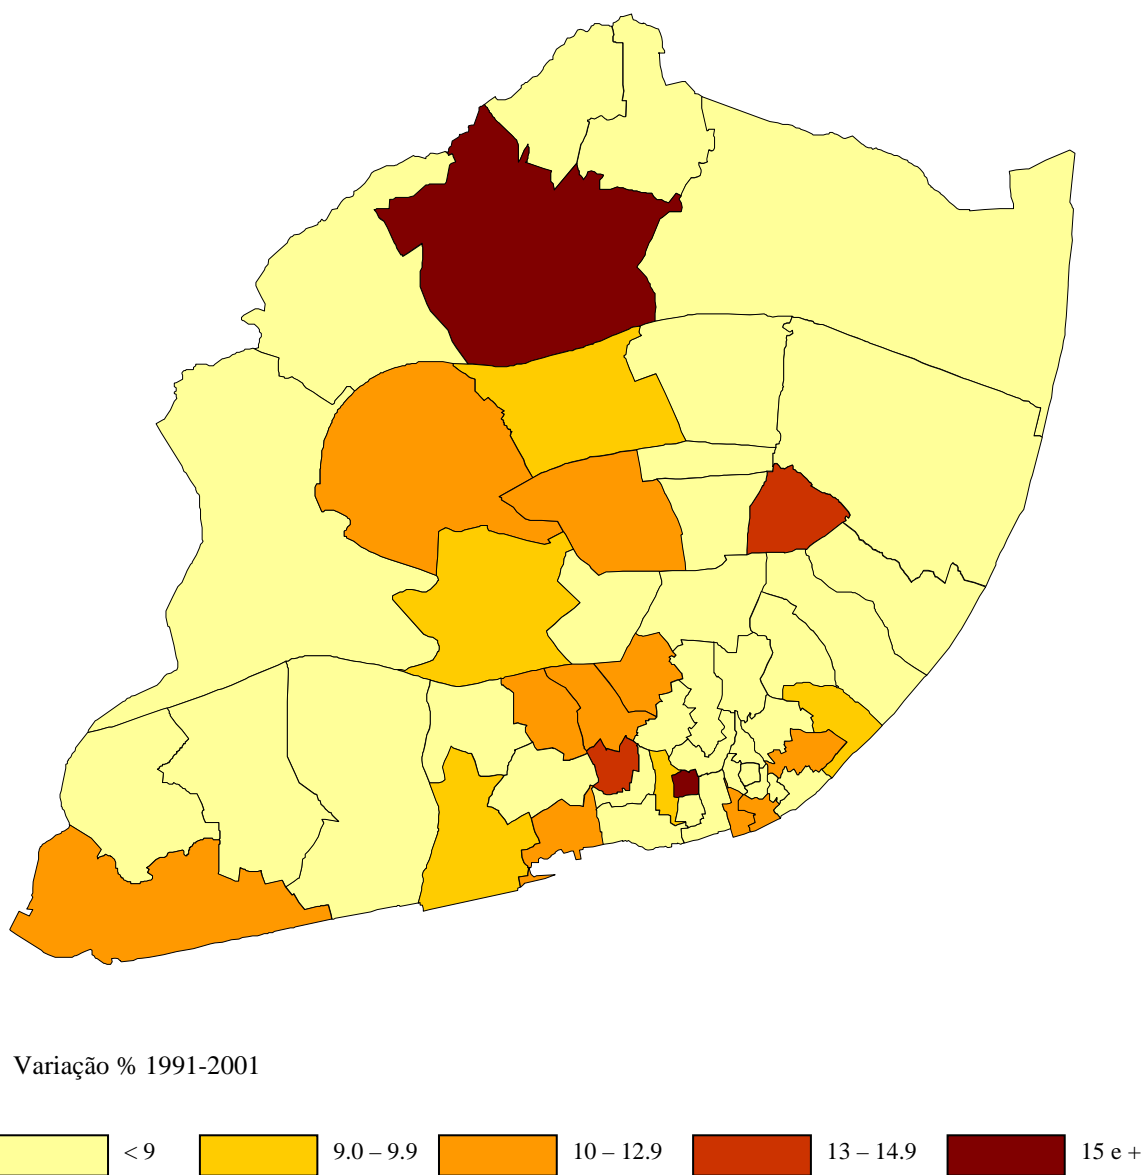 Variação % 1991-2001
< 9 9.0 – 9.9 10 – 12.9 13 – 14.9 15 e +